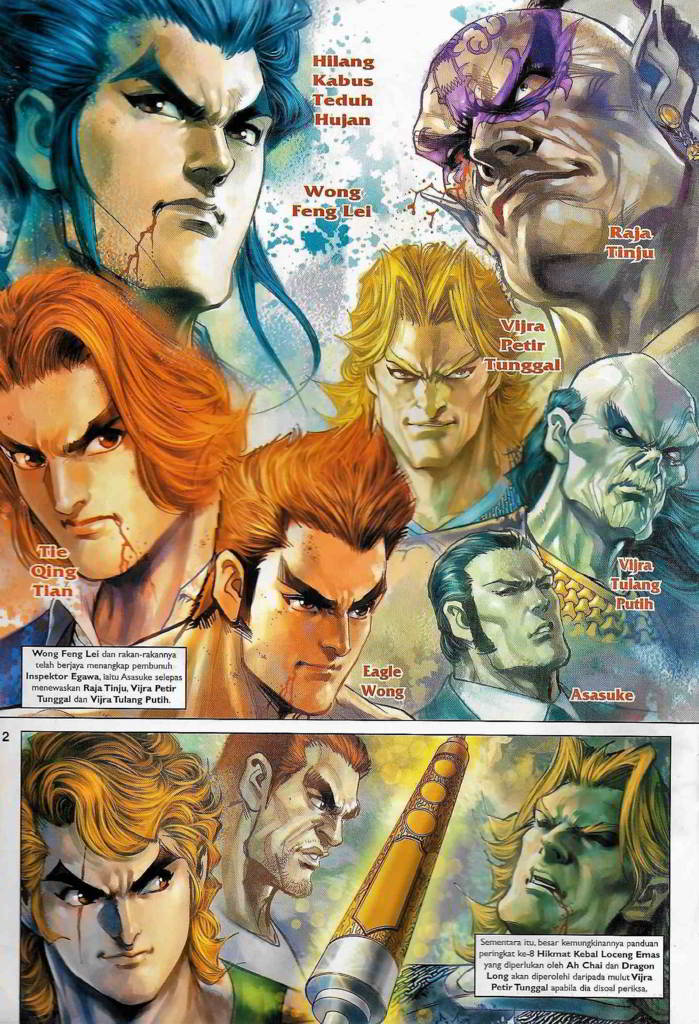 Hilang
Kabus
Teduh
Hujan
Wong
Feng Lei
Raja
Tinju
Vijra
Petir
Tunggal
Tie
Qing
Tian
Vijra
Tulang
Putih
Eagle
Wong
Asasuke
Wong Feng Lei dan rakan-rakannya
telah berjaya menangkap pembunuh
Inspektor Egawa, iaitu Asasuke selepas
menewaskan Raja Tinju, Vijra Petir
Tunggal dan Vijra Tulang Putih.
2
Sementara itu, besar kemungkinannya panduan
peringkat ke-8 Hikmat Kebal Loceng Emas
yang diperlukan oleh Ah Chai dan Dragon
Long akan diperolehi daripada mulut Vijra
Petir Tunggal apabila dia disoal periksa.